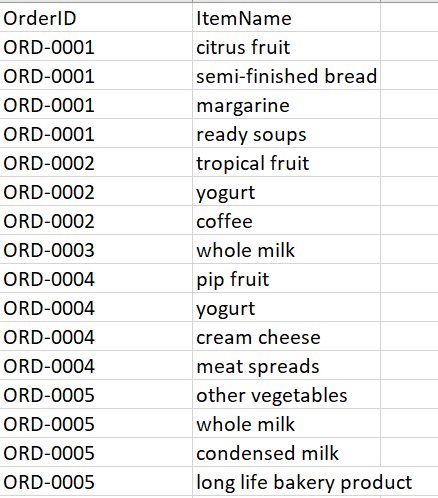 OrderID ItemName
ORD-0001 citrus fruit
ORD-0001 semi-finished bread
ORD-0001 margarine
ORD-0001 ready soups
ORD-0002 tropical fruit
ORD-0002 yogurt
ORD-0002 coffee
ORD-0003 whole milk
ORD-0004 pip fruit
ORD-0004 yogurt
ORD-0004 cream cheese
ORD-0004 meat spreads
ORD-0005 other vegetables
ORD-0005 whole milk
ORD-0005 condensed milk
ORD-0005 long life bakery product